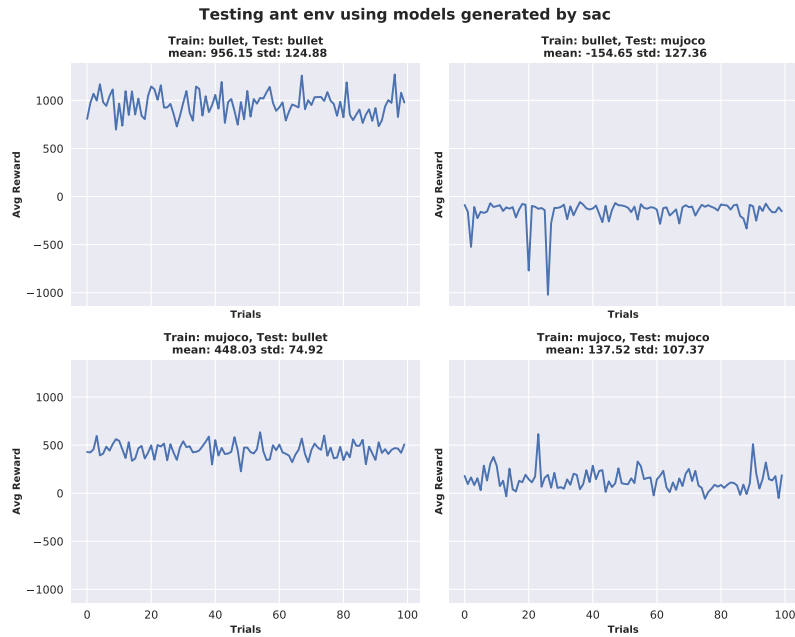 Testing ant env using models generated by sac
Train: bullet, Test: bullet
mean: 956.15 std: 124.88
Train: bullet, Test: mujoco
mean: -154.65 std: 127.36
Avg Reward
1000
500
0
−500
−1000
Trials
Avg Reward
Trials
Train: mujoco, Test: bullet
mean: 448.03 std: 74.92
Train: mujoco, Test: mujoco
mean: 137.52 std: 107.37
Avg Reward
1000
500
0
−500
−1000
0 20 40 60 80 100
Trials
Avg Reward
0 20 40 60 80 100
Trials